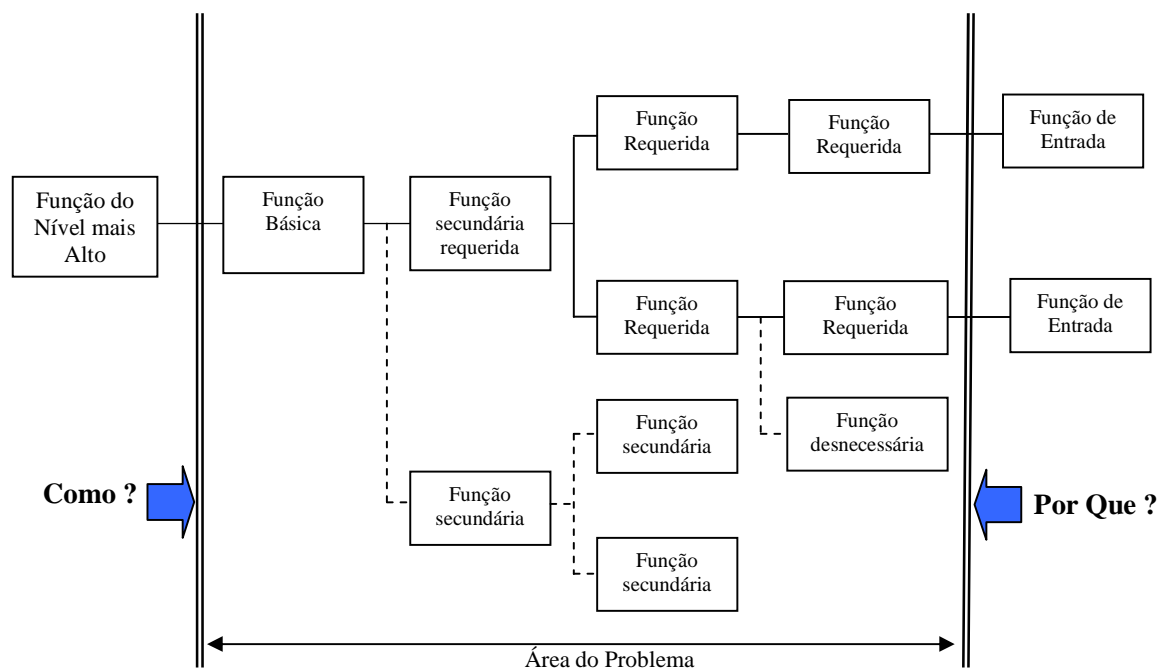 Função
Requerida
Função
Requerida
Função de
Entrada
Função do
Nível mais
Alto
Função
Básica
Função
secundária
requerida
Função
Requerida
Função
Requerida
Função de
Entrada
Função
secundária
Função
desnecessária
Como ?
Função
secundária
Por Que ?
Função
secundária
Área do Problema